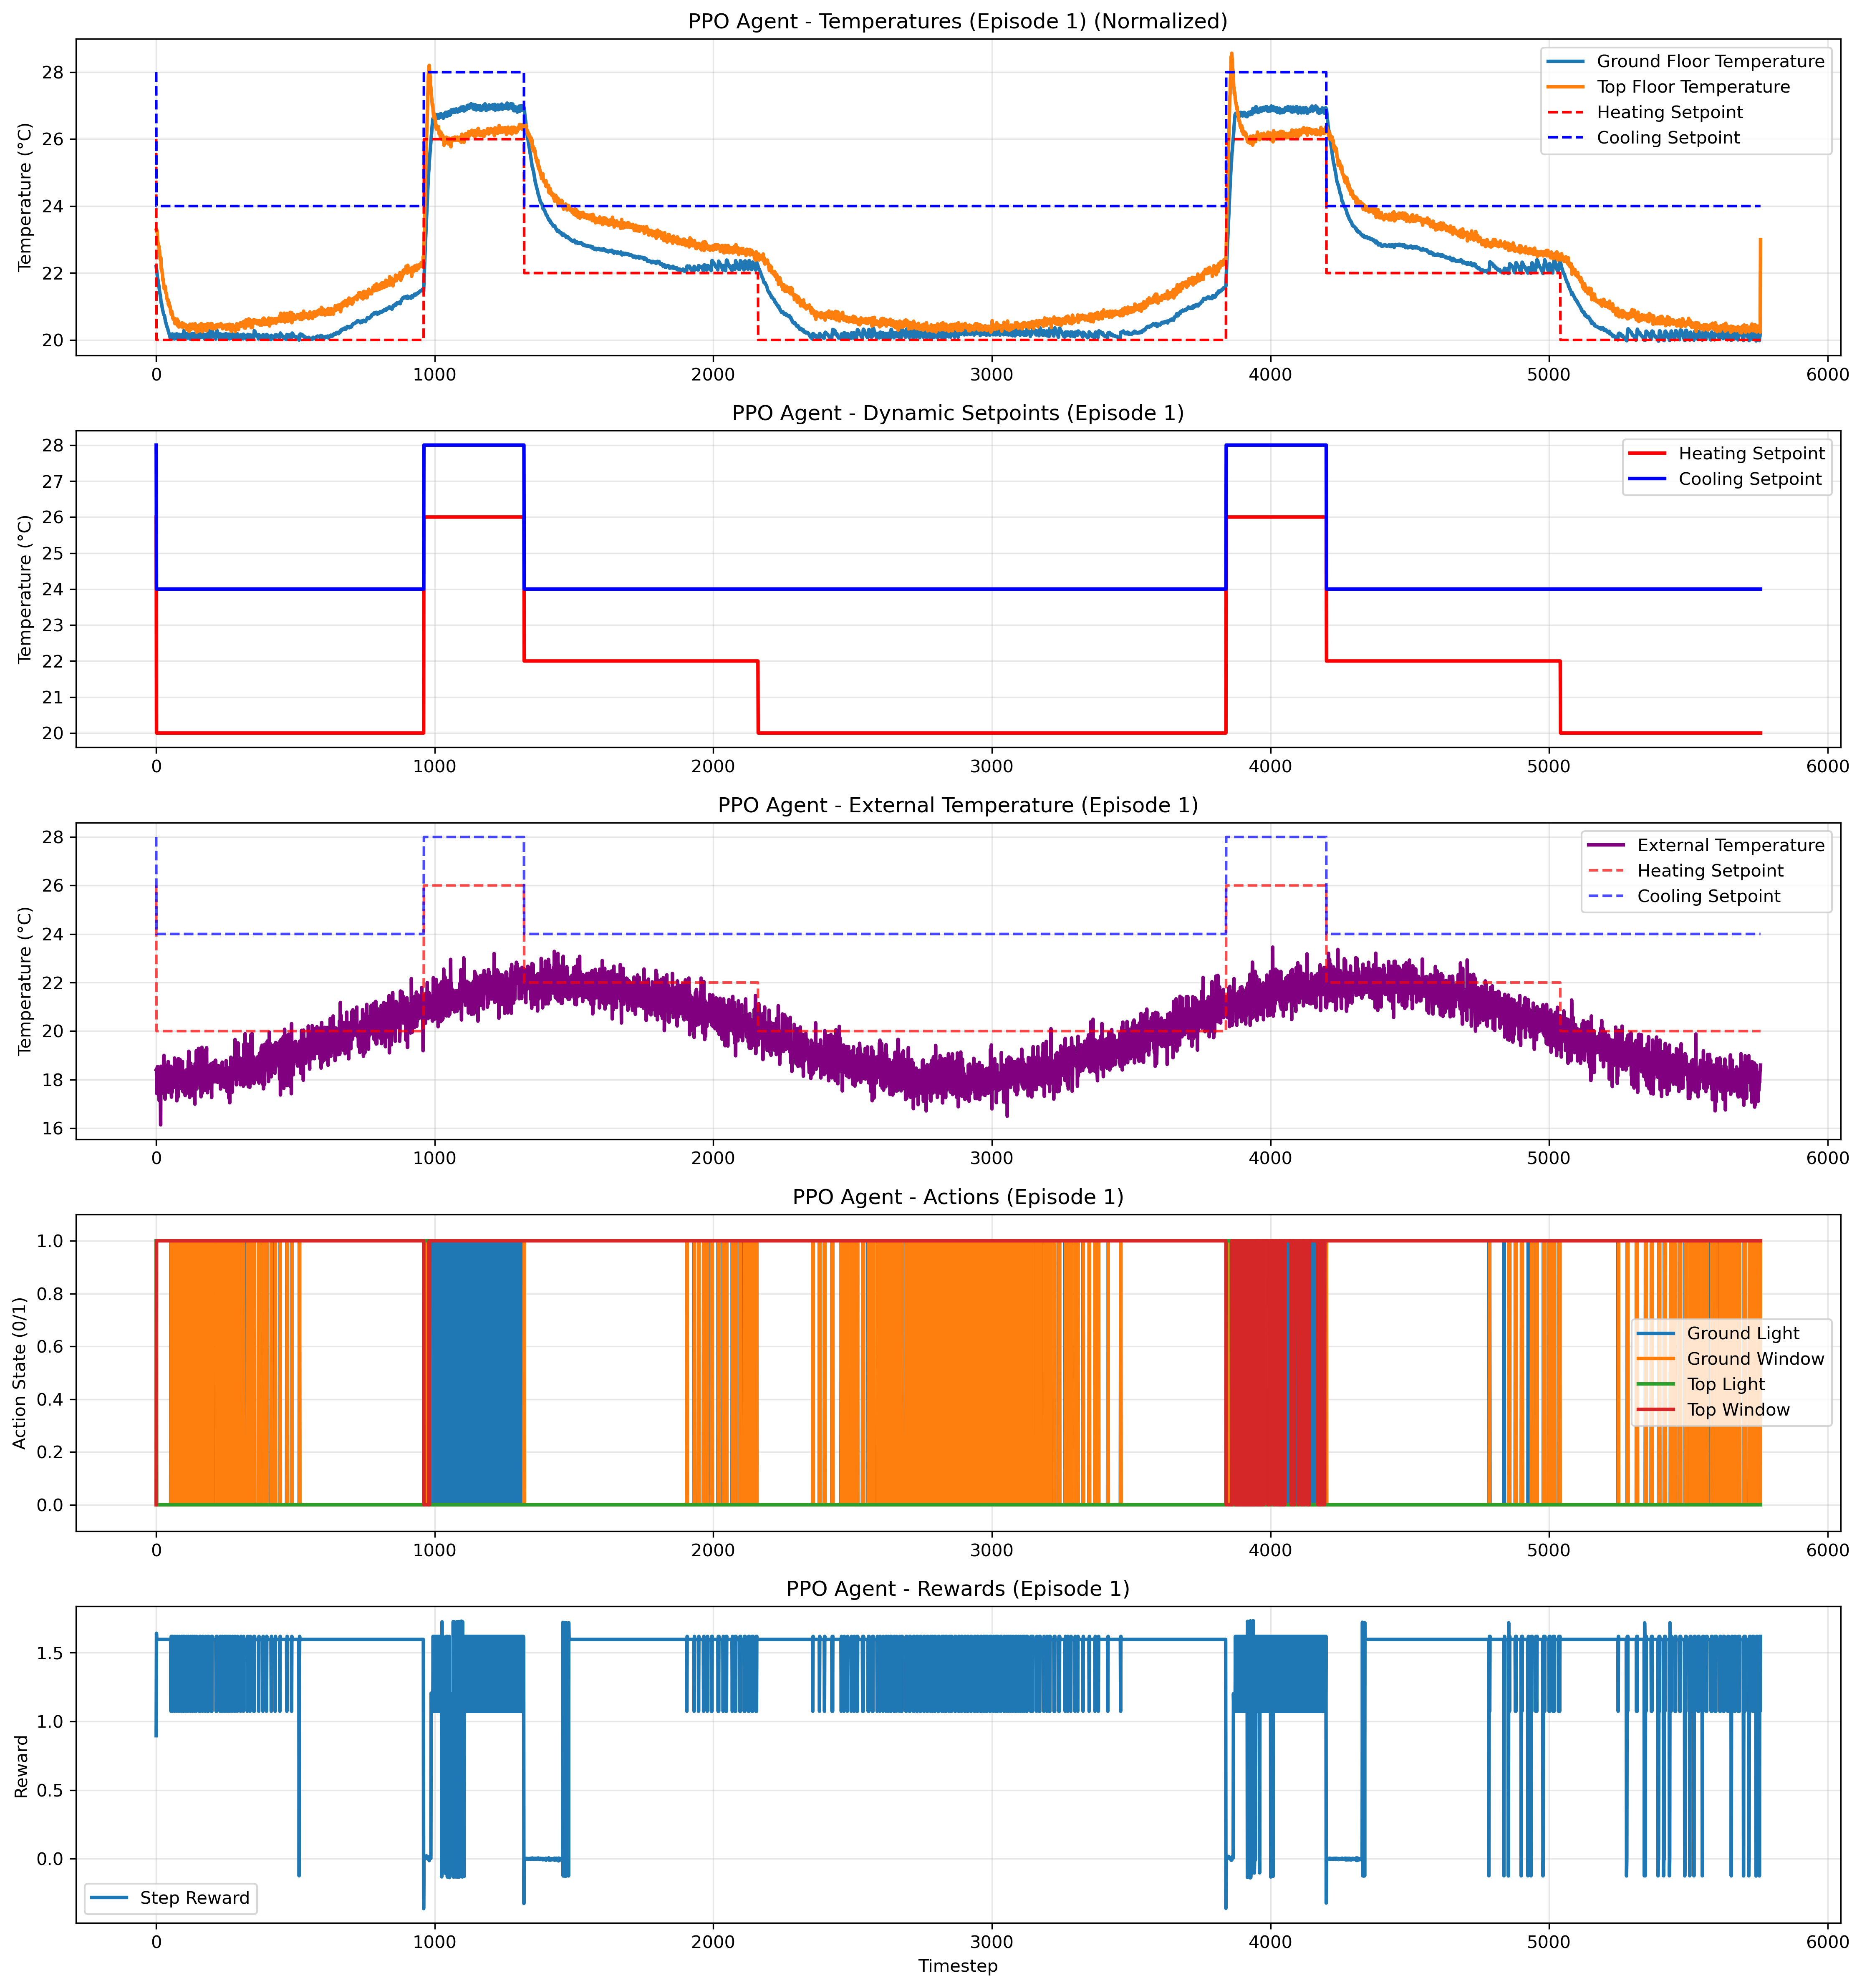 PPO Agent - Temperatures (Episode 1) (Normalized)
Temperature (°C)
28
26
24
22
20
0 1000 2000 3000 4000 5000 6000
Ground Floor Temperature
Top Floor Temperature
Heating Setpoint
Cooling Setpoint
PPO Agent - Dynamic Setpoints (Episode 1)
Temperature (°C)
28
27
26
25
24
23
22
21
20
0 1000 2000 3000 4000 5000 6000
Heating Setpoint
Cooling Setpoint
PPO Agent - External Temperature (Episode 1)
Temperature (°C)
28
26
24
22
20
18
16
0 1000 2000 3000 4000 5000 6000
External Temperature
Heating Setpoint
Cooling Setpoint
PPO Agent - Actions (Episode 1)
Action State (0/1)
1.0
0.8
0.6
0.4
0.2
0.0
0 1000 2000 3000 4000 5000 6000
Ground Light
Ground Window
Top Light
Top Window
PPO Agent - Rewards (Episode 1)
Reward
1.5
1.0
0.5
0.0
Step Reward
0 1000 2000 3000 4000 5000 6000
Timestep